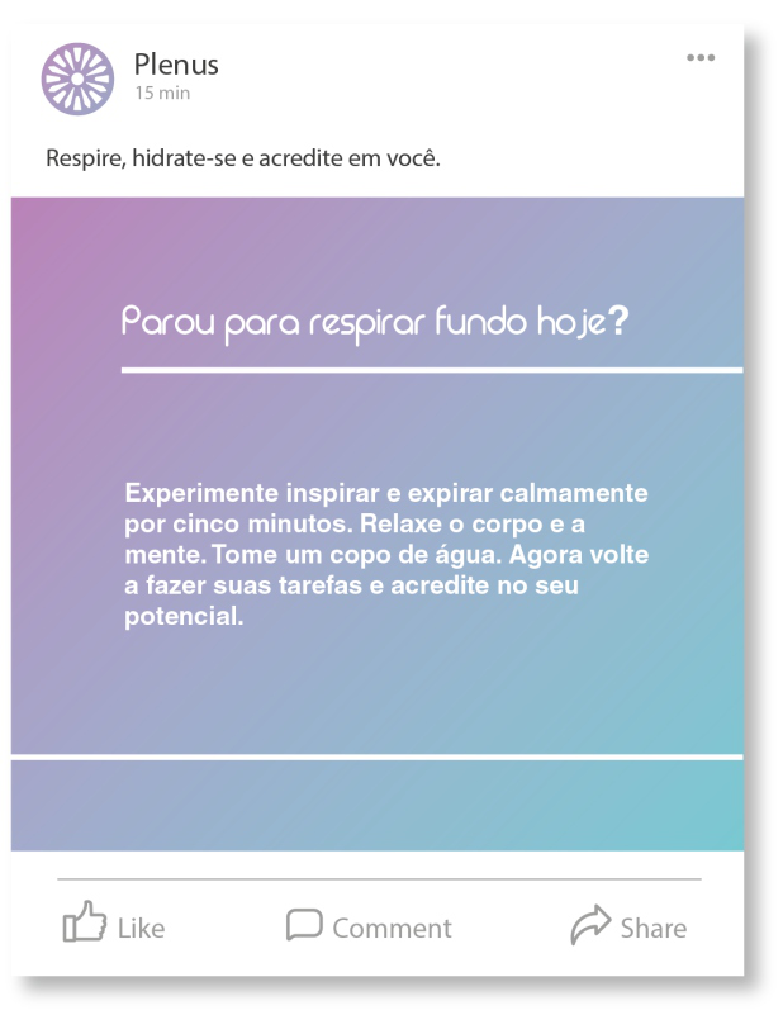 Plenus
15 min
Respire, hidrate-se e acredite em você.
Parou para respirar fundo hoje?
Experimente inspirar e expirar calmamente
por cinco minutos. Relaxe o corpo e a
mente. Tome um copo de água. Agora volte
a fazer suas tarefas e acredite no seu
potencial.
Like Comment Share